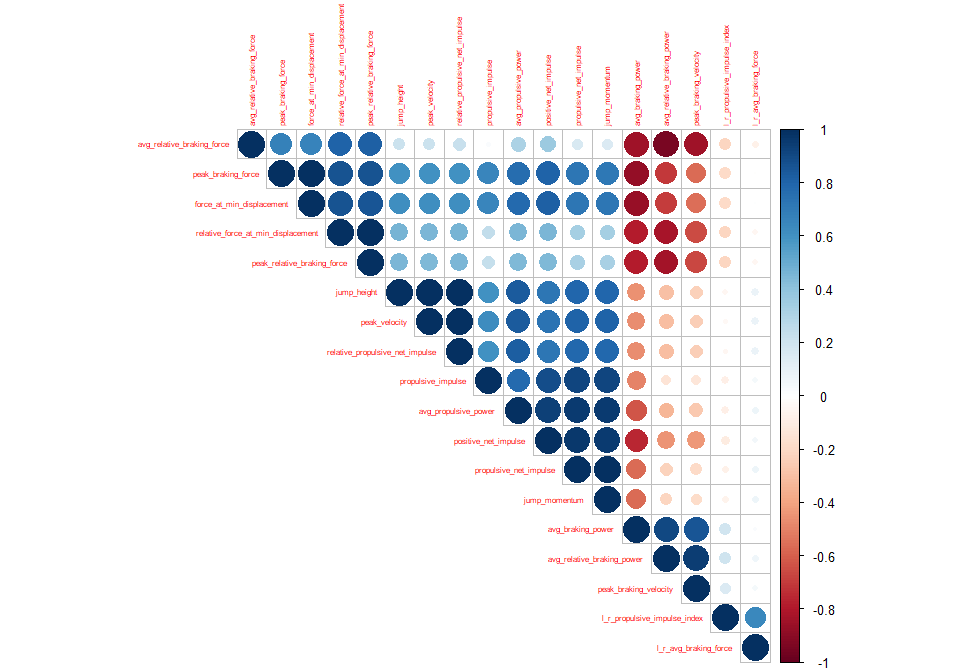 avg_relative_braking_force
peak_braking_force
force_at_min_displacement
relative_force_at_min_displacement
peak_relative_braking_force
jump_height
peak_velocity
relative_propulsive_net_impulse
propulsive_impulse
avg_propulsive_power
positive_net_impulse
propulsive_net_impulse
jump_momentum
avg_braking_power
avg_relative_braking_power
peak_braking_velocity
l_r_propulsive_impulse_index
l_r_avg_braking_force
avg_relative_braking_force
peak_braking_force
force_at_min_displacement
relative_force_at_min_displacement
peak_relative_braking_force
jump_height
peak_velocity
relative_propulsive_net_impulse
propulsive_impulse
avg_propulsive_power
positive_net_impulse
propulsive_net_impulse
jump_momentum
avg_braking_power
avg_relative_braking_power
peak_braking_velocity
l_r_propulsive_impulse_index
l_r_avg_braking_force
1
0.8
0.6
0.4
0.2
0
-0.2
-0.4
-0.6
-0.8
-1